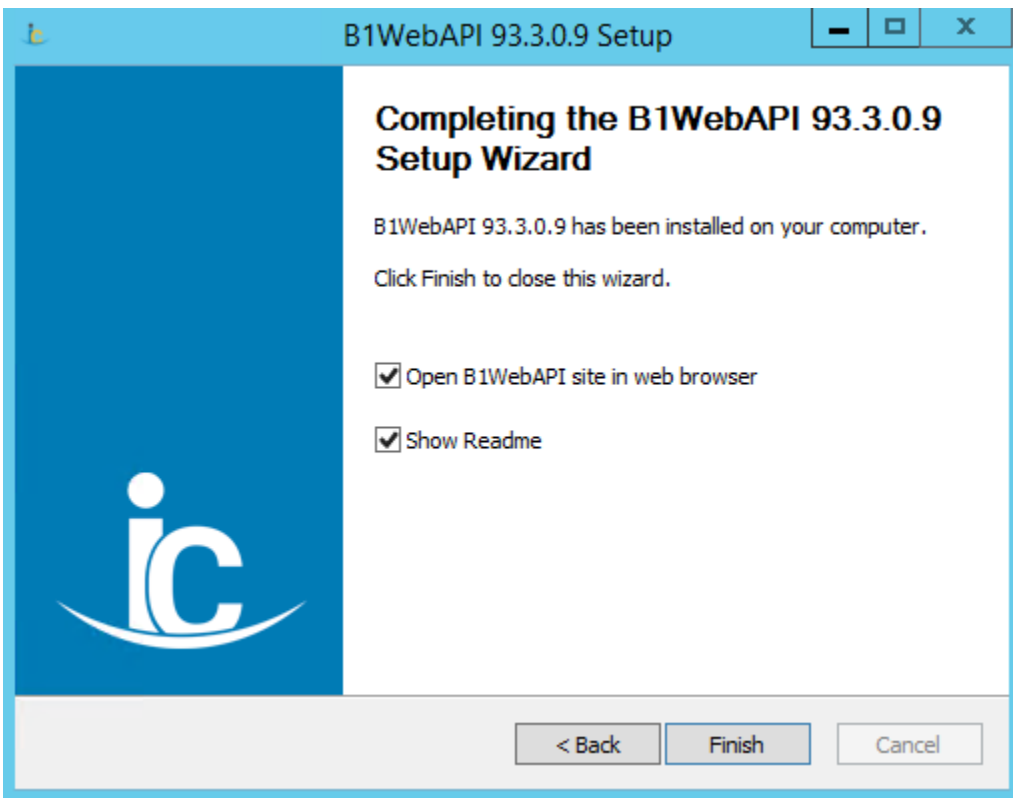 B1WebAPI 93.3.0.9 Setup
Completing the B1WebAPI 93.3.0.9
Setup Wizard
B1WebAPI 93.3.0.9 has been installed on your computer.
Click Finish to close this wizard.
Open B1WebAPI site in web browser
Show Readme
ic
< Back
Finish
Cancel